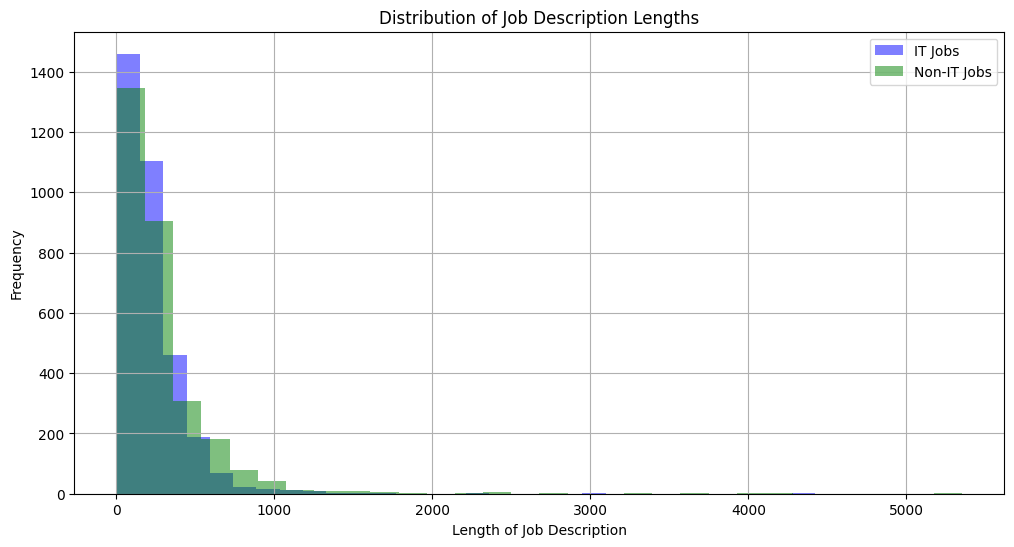 Distribution of Job Description Lengths
IT Jobs
Non-IT Jobs
1400
1200
1000
800
600
400
200
0
Frequency
0 1000 2000 3000 4000 5000
Length of Job Description